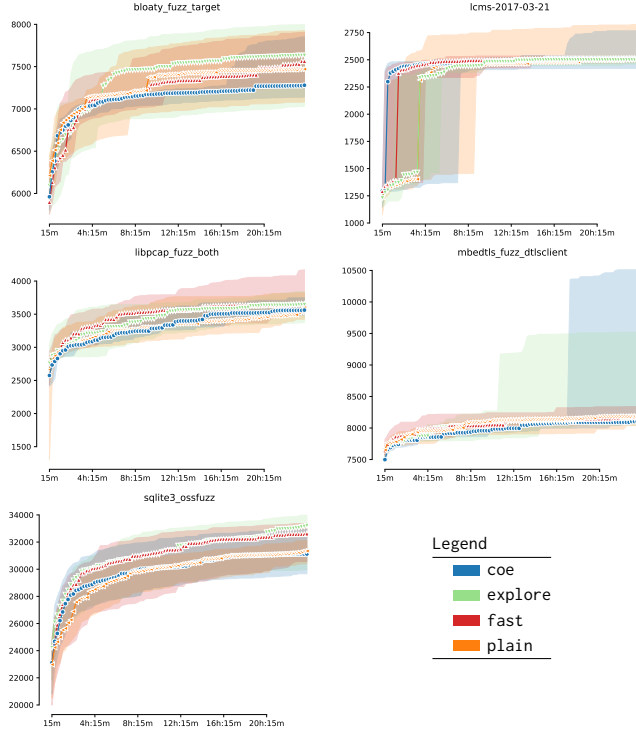 bloaty_fuzz_target
8000
7500
7000
6500
6000
15m 4h:15m 8h:15m 12h:15m 16h:15m 20h:15m
lcms-2017-03-21
2750
2500
2250
2000
1750
1500
1250
1000
15m 4h:15m 8h:15m 12h:15m 16h:15m 20h:15m
libpcap_fuzz_both
4000
3500
3000
2500
2000
1500
15m 4h:15m 8h:15m 12h:15m 16h:15m 20h:15m
mbedtls_fuzz_dtlsclient
10500
10000
9500
9000
8500
8000
7500
15m 4h:15m 8h:15m 12h:15m 16h:15m 20h:15m
sqlite3_ossfuzz
34000
32000
30000
28000
26000
24000
22000
20000
15m 4h:15m 8h:15m 12h:15m 16h:15m 20h:15m
Legend
coe
explore
fast
plain